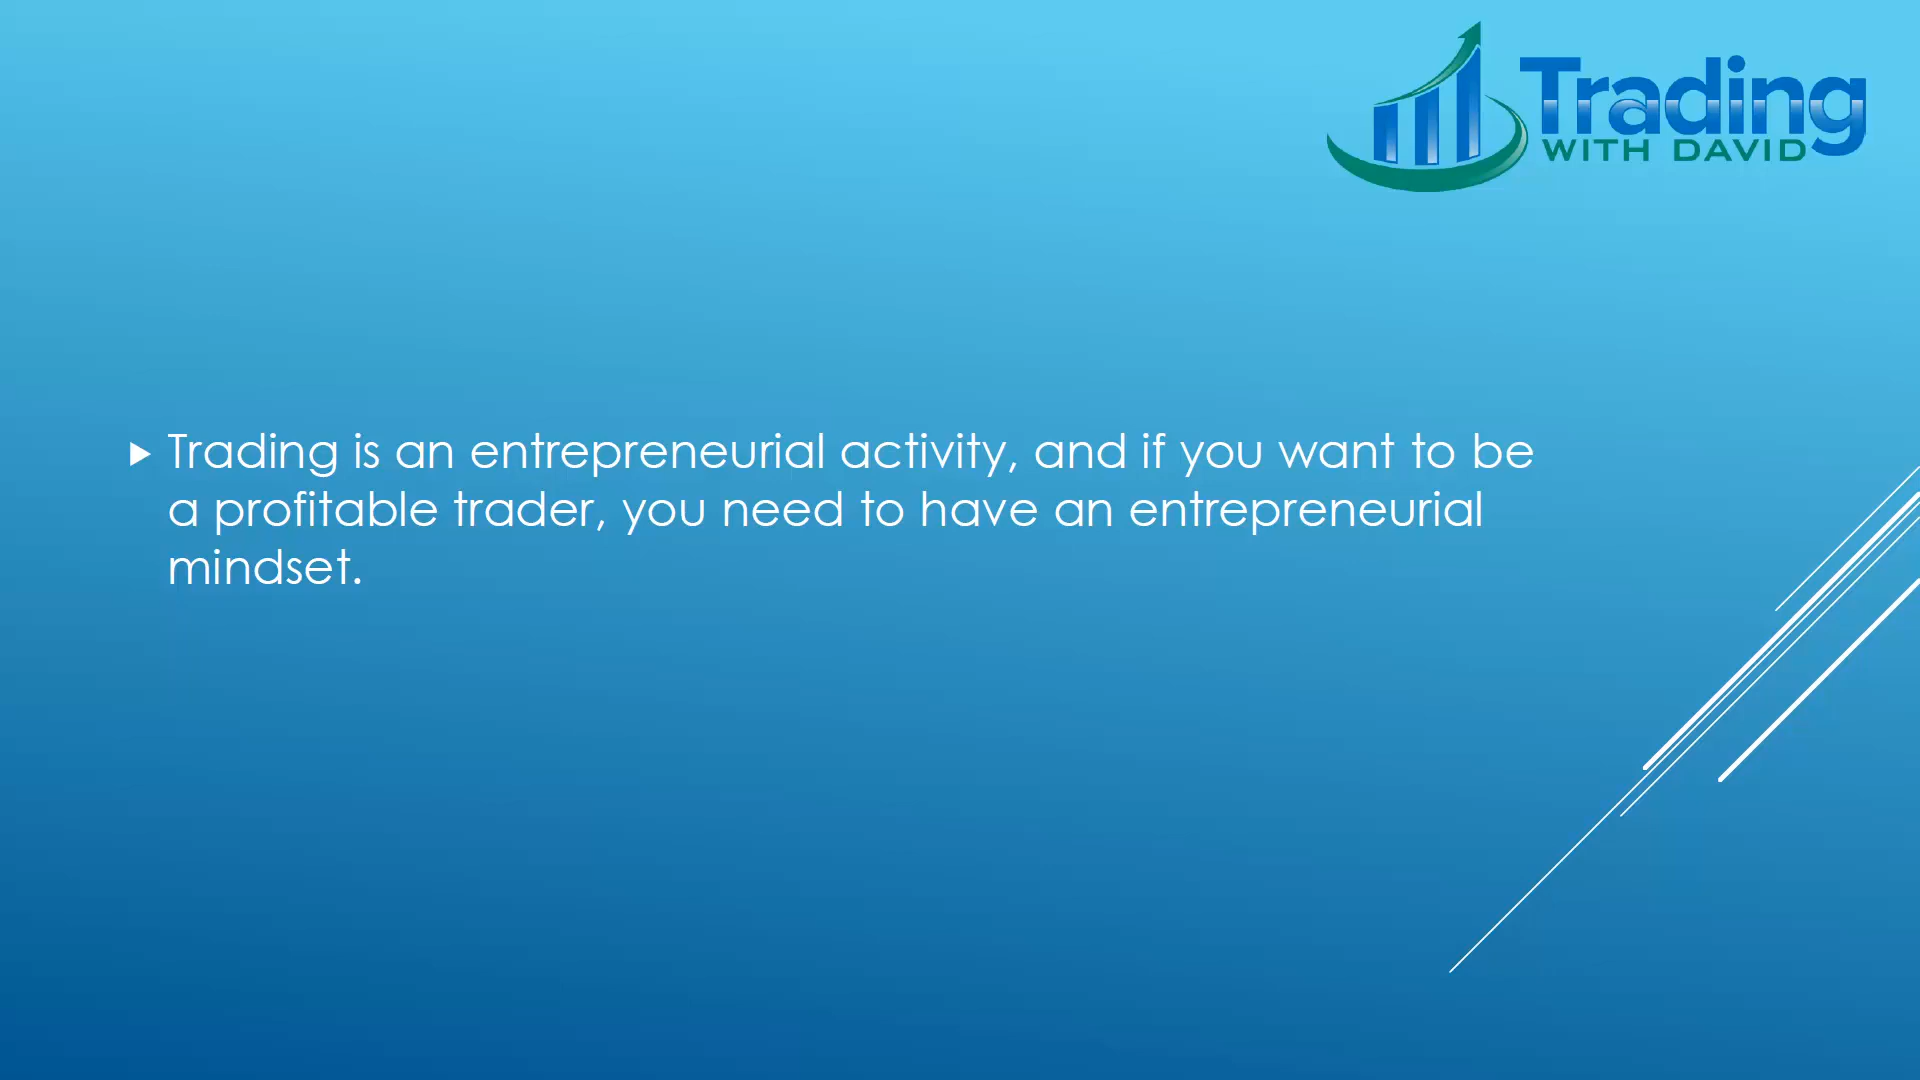 Trading
WITH DAVID
Trading is an entrepreneurial activity, and if you want to be
a profitable trader, you need to have an entrepreneurial
mindset.